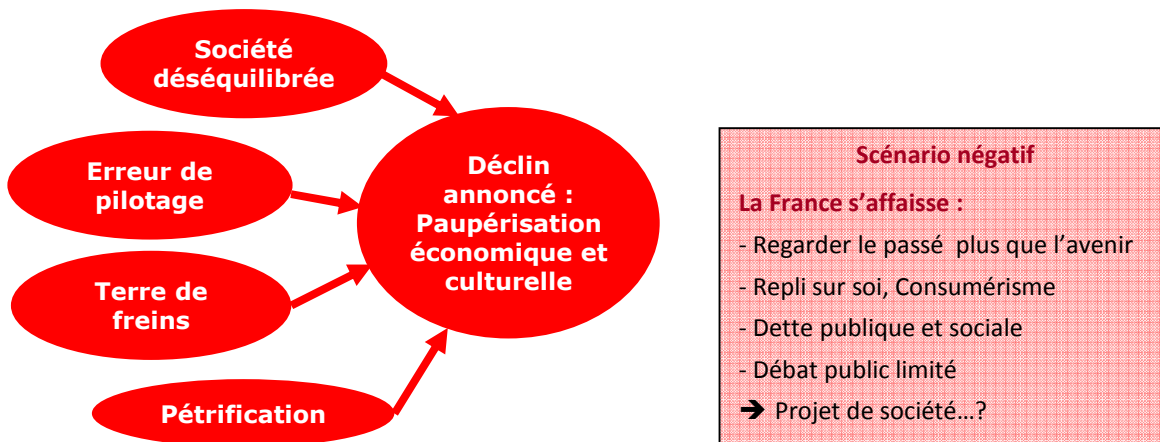 Société
déséquilibrée
Erreur de
pilotage
Terre de
freins
Pétrification
Déclin
annoncé :
Paupérisation
économique et
culturelle
Scénario négatif
La France s’affaisse :
- Regarder le passé plus que l’avenir
- Repli sur soi, Consumérisme
- Dette publique et sociale
- Débat public limité
➔ Projet de société…?